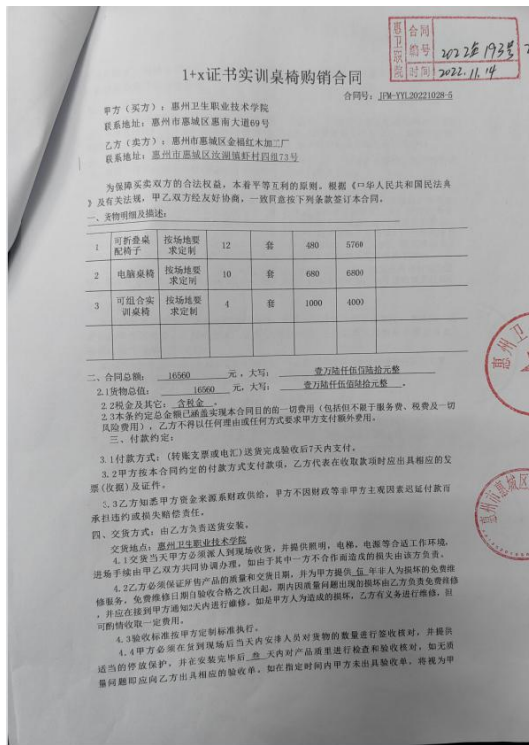 惠卫职院
合同编号
2022年193号
时间
2022.11.14
1+x证书实训桌椅购销合同
合同号：JFM-YYL20221028-5
甲方（买方）：惠州卫生职业技术学院
联系地址：惠州市惠城区惠南大道69号
乙方（卖方）：惠州市惠城区金福红木加工厂
联系地址：惠州市惠城区汝湖镇虾村四组73号
为保障买卖双方的合法权益，本着平等互利的原则，根据《中华人民共和国民法典
》及有关法规，甲乙双方经友好协商，一致同意按下列条款签订本合同。
一、货物明细及描述：
1 可折叠桌配椅子 按场地要求定制 12 套 480 5760
2 电脑桌椅 按场地要求定制 10 套 680 6800
3 可组合实训桌椅 按场地要求定制 4 套 1000 4000
二、合同总额： 16560 元，大写： 壹万陆仟伍佰陆拾元整
2.1货物总值： 16560 元，大写： 壹万陆仟伍佰陆拾元整 。
2.2税金及其它： 含税金 。
2.3本条约定总金额已涵盖实现本合同目的的一切费用（包括但不限于服务费、税费及一切
风险费用），乙方不得以任何理由或任何方式要求甲方支付额外费用。
三、付款约定：
3.1付款方式：（转账支票或电汇）送货完成验收后7天内支付。
3.2甲方按本合同约定的付款方式支付款项，乙方代表在收取款项时应出具相应的发
票（收据）及证件。
3.3乙方知悉甲方资金来源系财政供给，甲方不因财政等非甲方主观因素迟延付款而
承担违约或损失赔偿责任。
四、交货方式：由乙方负责送货安装。
交货地点：惠州卫生职业技术学院
4.1交货当天甲方必须派人到现场收货，并提供照明，电梯，电源等合适工作环境，
进场手续由甲乙双方共同协调办理，如由于其中一方不合作而造成的损失由该方负责。
4.2乙方必须保证所售产品的质量和交货日期，并为甲方提供 伍 年非人为损坏的免费维
修服务，免费维修日期自验收合格之次日起，期内因质量问题出现的损坏由乙方负责免费维修
，并应在接到甲方通知2天内进行维修。如是甲方人为造成的损坏，乙方有义务进行维修，但
可酌情收取一定费用。
4.3验收标准按甲方定制标准执行。
4.4甲方必须在货到现场后当天内安排人员对货物的数量进行签收核对，并提供
适当的停放保护，并在安装完毕后 叁 天内对产品质量进行检查和验收核对，如无质
量问题即应向乙方出具相应的验收单。如在指定时间内甲方未出具验收单，将视为甲
惠州卫
惠州市惠城区